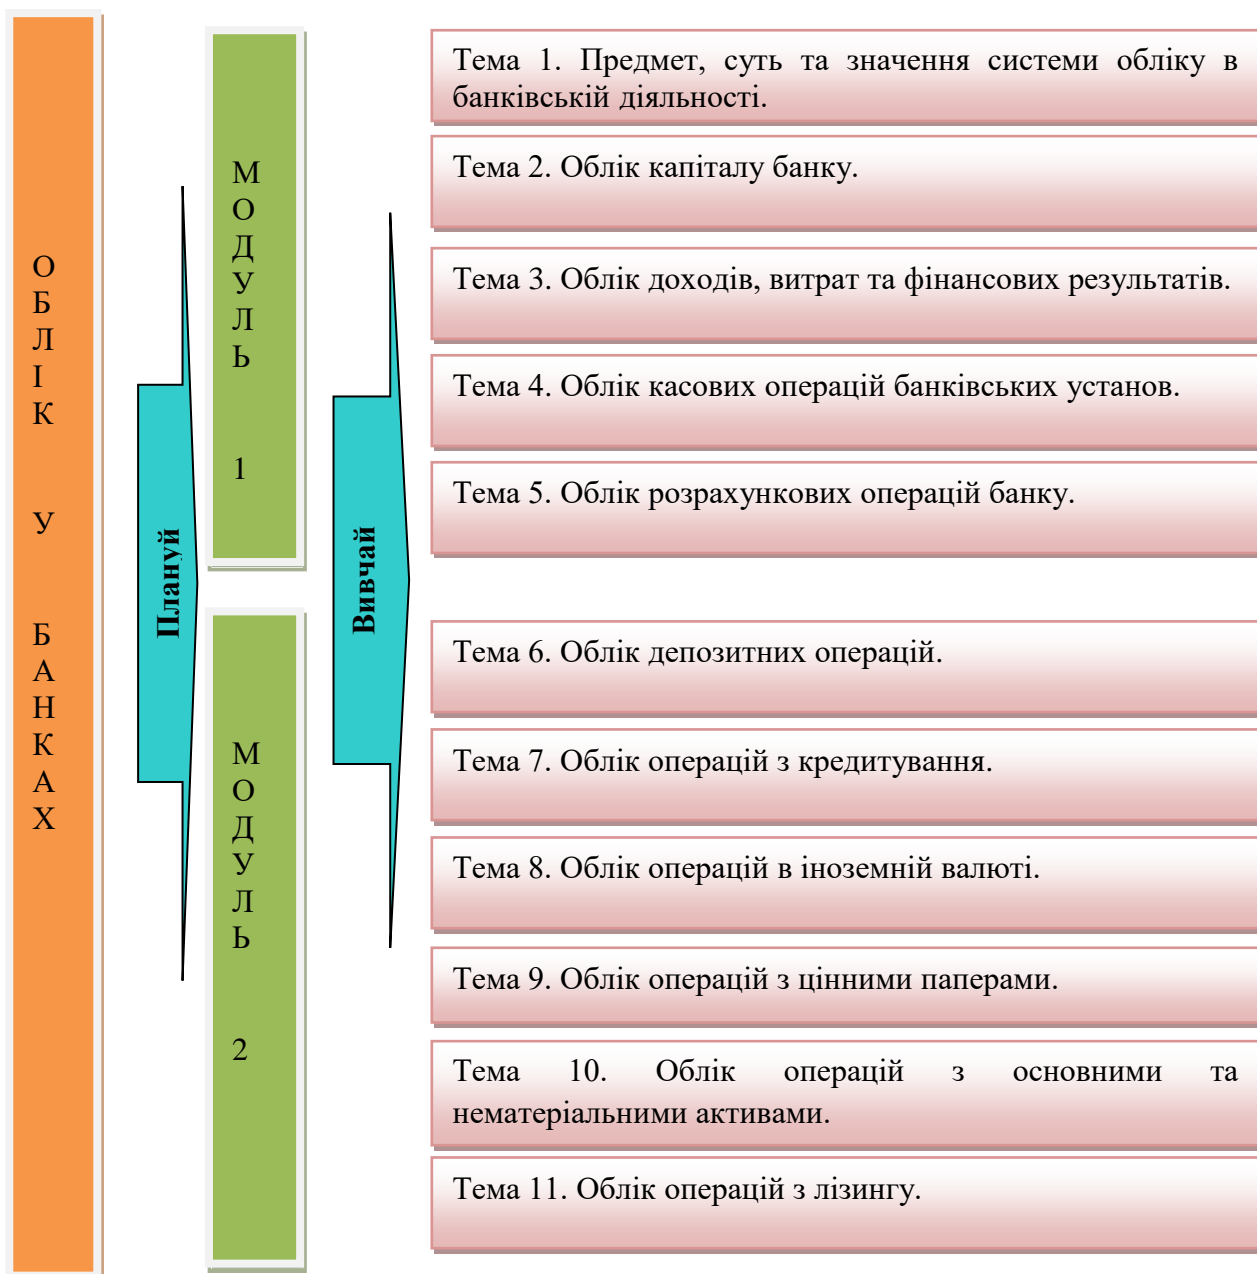 ОБЛІК У БАНКАХ
Плануй
МОДУЛЬ 1
МОДУЛЬ 2
Вивчай
Тема 1. Предмет, суть та значення системи обліку в
банківській діяльності.
Тема 2. Облік капіталу банку.
Тема 3. Облік доходів, витрат та фінансових результатів.
Тема 4. Облік касових операцій банківських установ.
Тема 5. Облік розрахункових операцій банку.
Тема 6. Облік депозитних операцій.
Тема 7. Облік операцій з кредитування.
Тема 8. Облік операцій в іноземній валюті.
Тема 9. Облік операцій з цінними паперами.
Тема 10. Облік операцій з основними та
нематеріальними активами.
Тема 11. Облік операцій з лізингу.